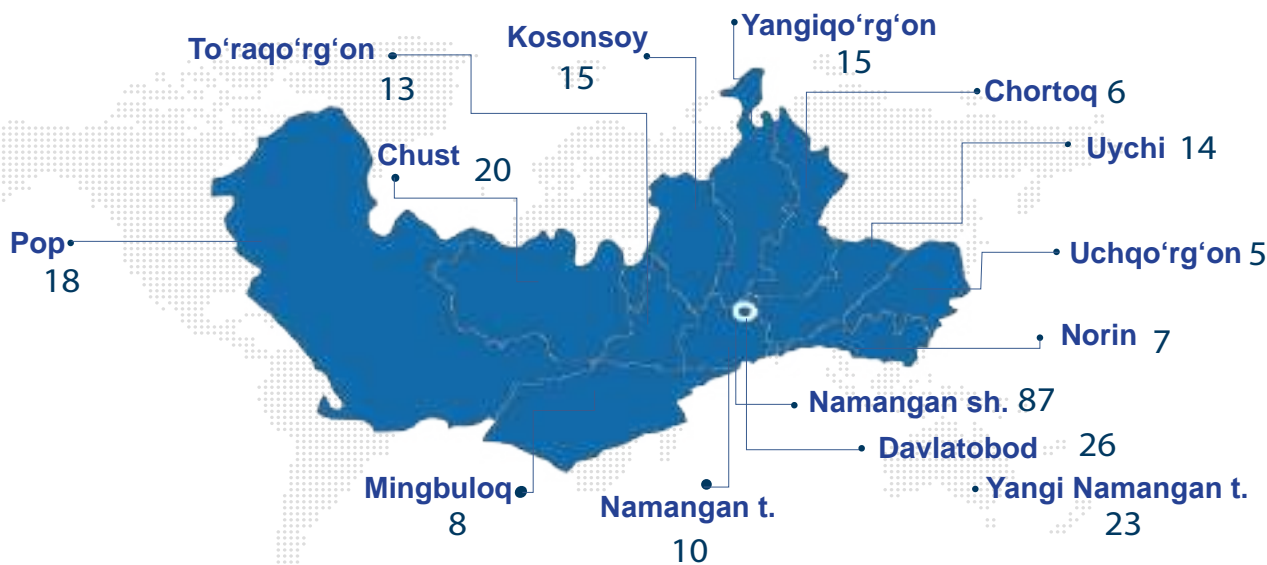 Yangiqo‘rg‘on
15
Kosonsoy
15
To‘raqo‘rg‘on
13
Chortoq 6
Uychi 14
Chust 20
Pop
18
Uchqo‘rg‘on 5
Norin 7
Namangan sh. 87
Davlatobod 26
Mingbuloq
8
Namangan t.
10
Yangi Namangan t.
23